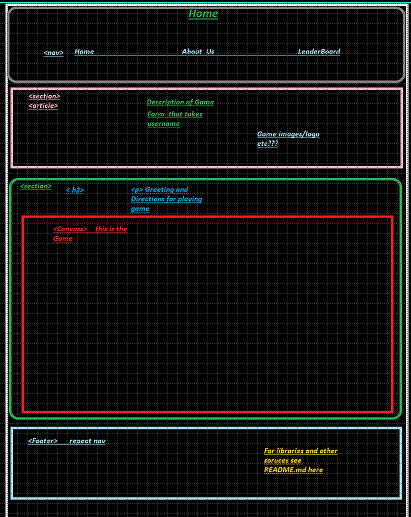 Home
<nav> Home About Us LeaderBoard
<section>
<article>
Description of Game
Form that takes
username
Game images/logo
etc???
<section>
< h3>
<p> Greeting and
Directions for playing
game
<Canvass> this is the
Game
<Footer> repeat nav
For libraries and other
soruces see
README.md here